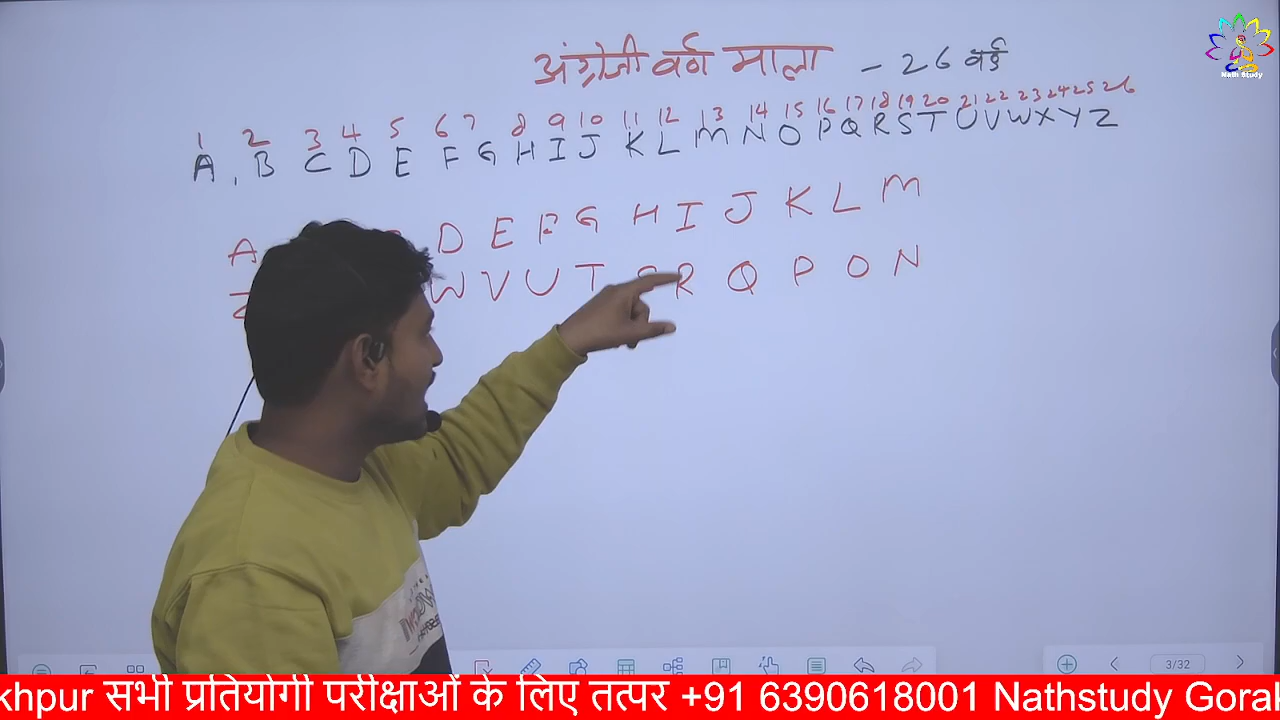 Nath Study
अंग्रेजी वर्ण माला - 26 वर्ण
1 2 3 4 5 6 7 8 9 10 11 12 13 14 15 16 17 18 19 20 21 22 23 24 25 26
A, B C D E F G H I J K L M N O P Q R S T U V W X Y Z
A D E F G H I J K L M
Z W V U T S R Q P O N
3/32
khpur सभी प्रतियोगी परीक्षाओं के लिए तत्पर +91 6390618001 Nathstudy Gorak